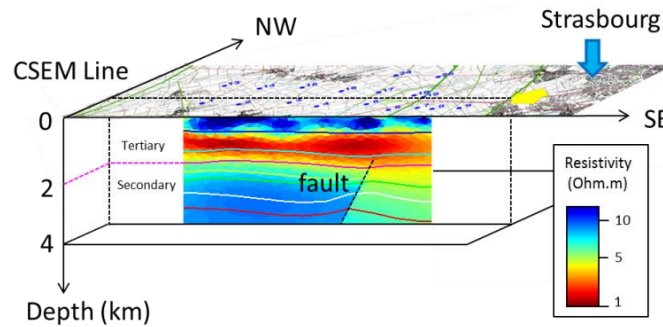 Strasbourg
NW
CSEM Line
0
SE
Tertiary
Secondary
fault
2
4
Depth (km)
Resistivity
(Ohm.m)
10
5
1